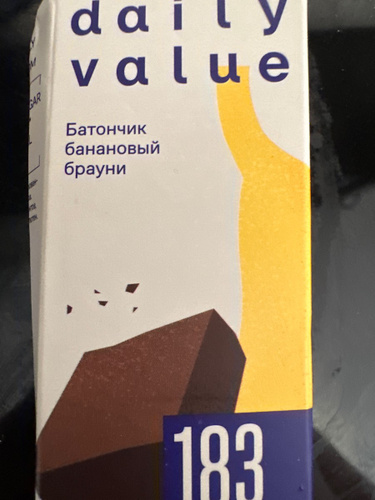 daily
value
Батончик
банановый
брауни
183